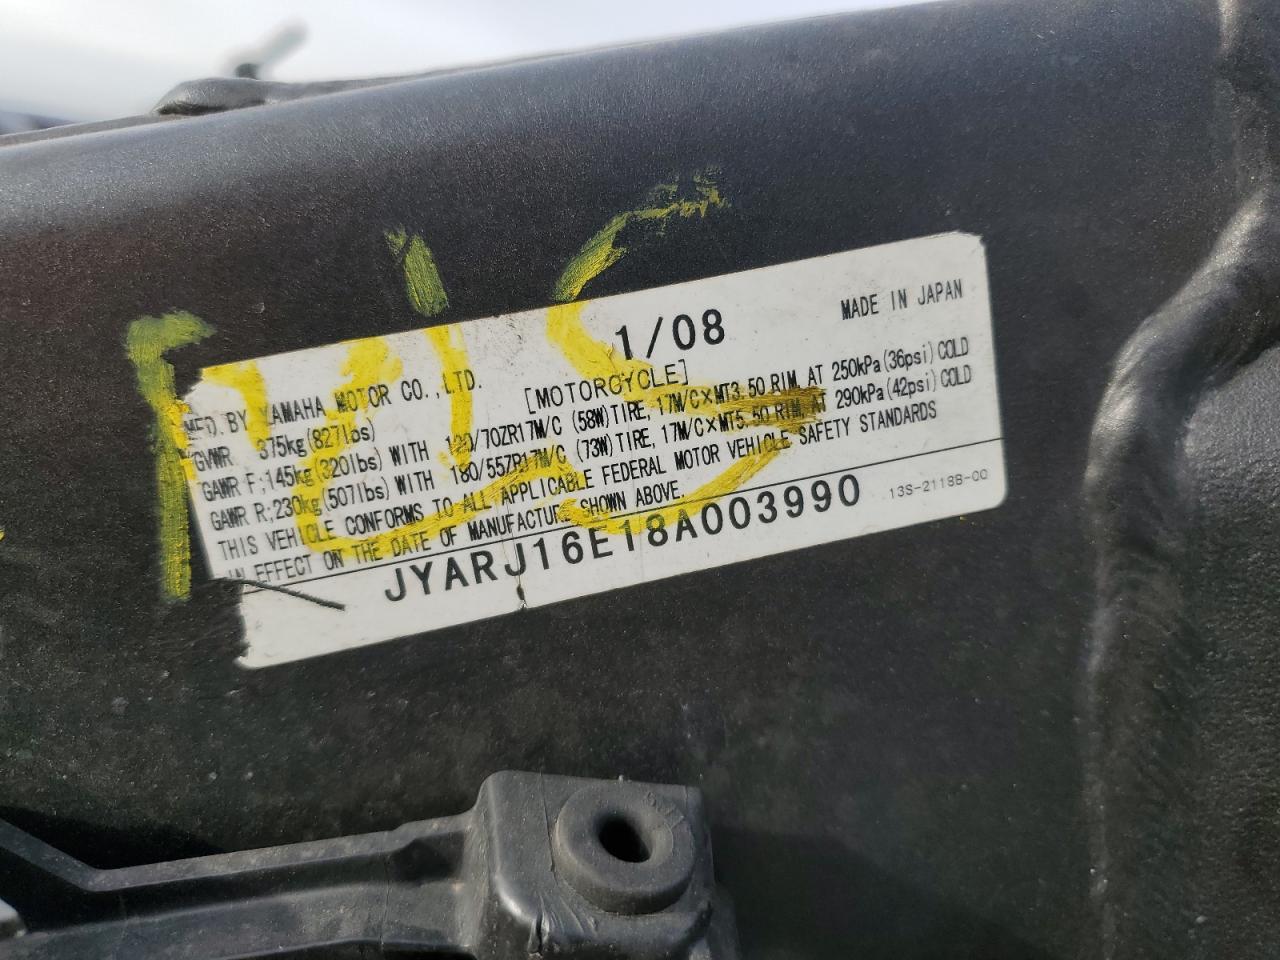 1/08
MADE IN JAPAN
MFD. BY YAMAHA MOTOR CO., LTD.
[MOTORCYCLE]
GVWR 375kg(827lbs)
GAWR F;145kg(320lbs) WITH 120/70ZR17M/C (58W)TIRE, 17M/C×MT3.50 RIM, AT 250kPa(36psi)COLD
GAWR R;230kg(507lbs) WITH 180/55ZR17M/C (73W)TIRE, 17M/C×MT5.50 RIM, AT 290kPa(42psi)COLD
THIS VEHICLE CONFORMS TO ALL APPLICABLE FEDERAL MOTOR VEHICLE SAFETY STANDARDS
IN EFFECT ON THE DATE OF MANUFACTURE SHOWN ABOVE.
JYARJ16E18A003990
13S-2118B-00